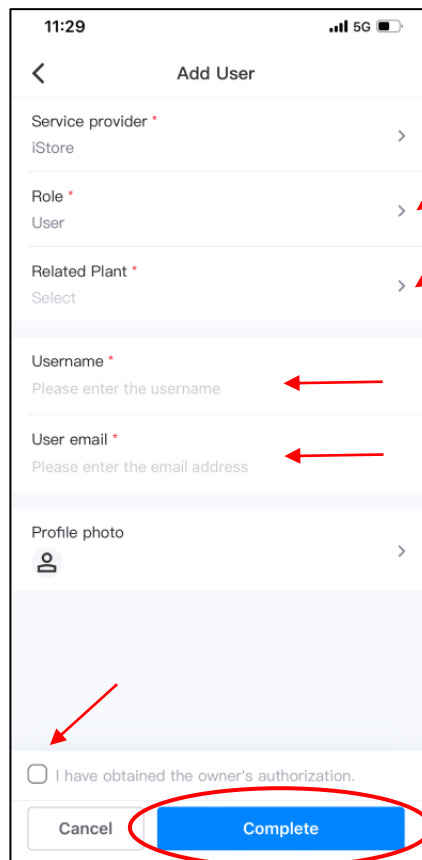 11:29 5G
Add User
Service provider *
iStore
Role *
User
Related Plant *
Select
Username *
Please enter the username
User email *
Please enter the email address
Profile photo
I have obtained the owner's authorization.
Cancel Complete